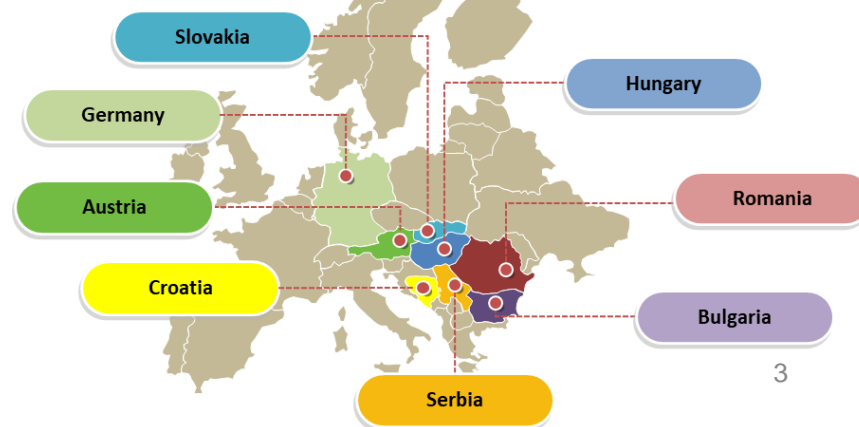 Slovakia
Hungary
Germany
Romania
Austria
Croatia
Bulgaria
3
Serbia